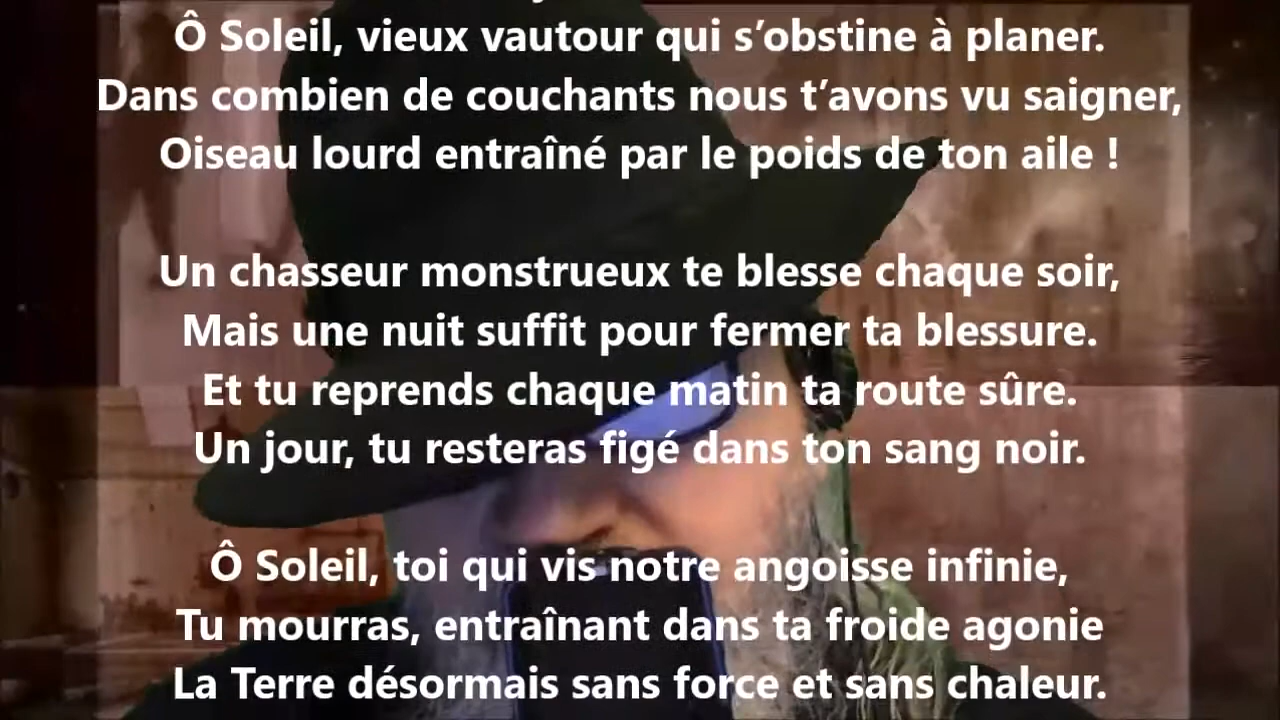 Ô Soleil, vieux vautour qui s’obstine à planer.
Dans combien de couchants nous t’avons vu saigner,
Oiseau lourd entraîné par le poids de ton aile !
Un chasseur monstrueux te blesse chaque soir,
Mais une nuit suffit pour fermer ta blessure.
Et tu reprends chaque matin ta route sûre.
Un jour, tu resteras figé dans ton sang noir.
Ô Soleil, toi qui vis notre angoisse infinie,
Tu mourras, entraînant dans ta froide agonie
La Terre désormais sans force et sans chaleur.